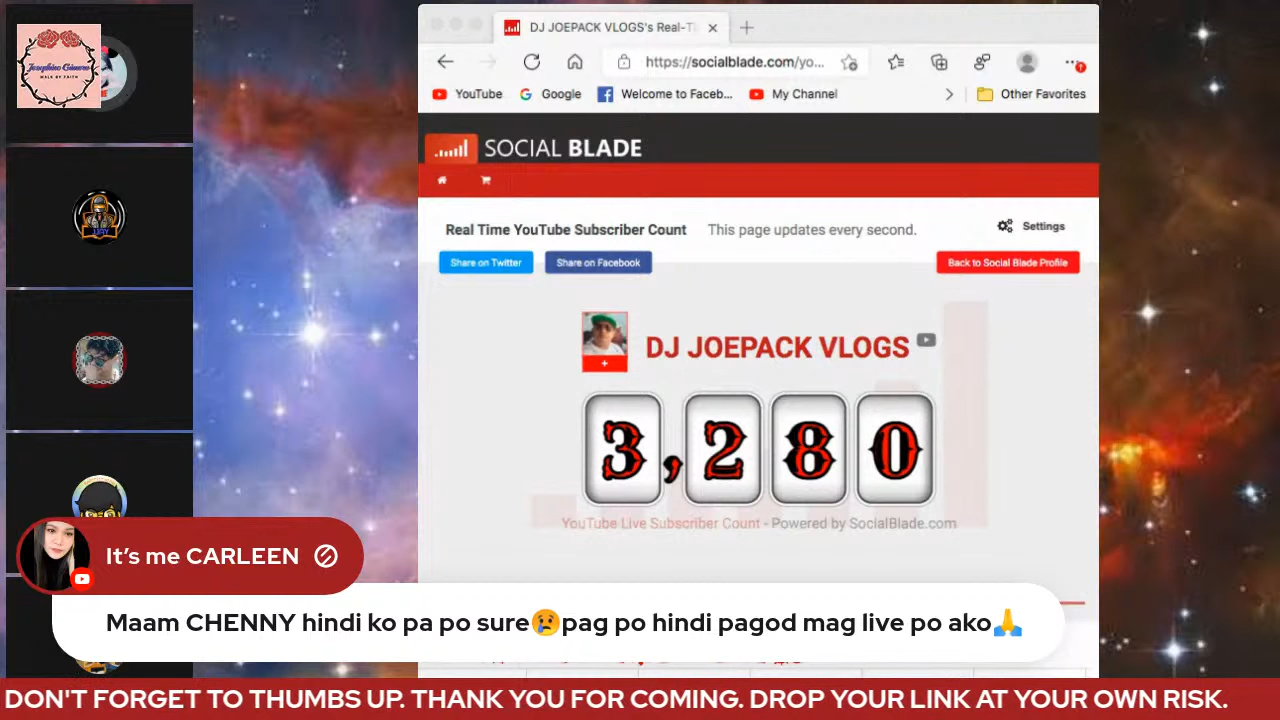 DJ JOEPACK VLOGS's Real-Ti
https://socialblade.com/yo...
YouTube
Google
Welcome to Faceb...
My Channel
Other Favorites
SOCIAL BLADE
Real Time YouTube Subscriber Count
This page updates every second.
Settings
Share on Twitter
Share on Facebook
Back to Social Blade Profile
DJ JOEPACK VLOGS
3,280
YouTube Live Subscriber Count - Powered by SocialBlade.com
It's me CARLEEN
Maam CHENNY hindi ko pa po sure😢pag po hindi pagod mag live po ako🙏
DON'T FORGET TO THUMBS UP. THANK YOU FOR COMING. DROP YOUR LINK AT YOUR OWN RISK.